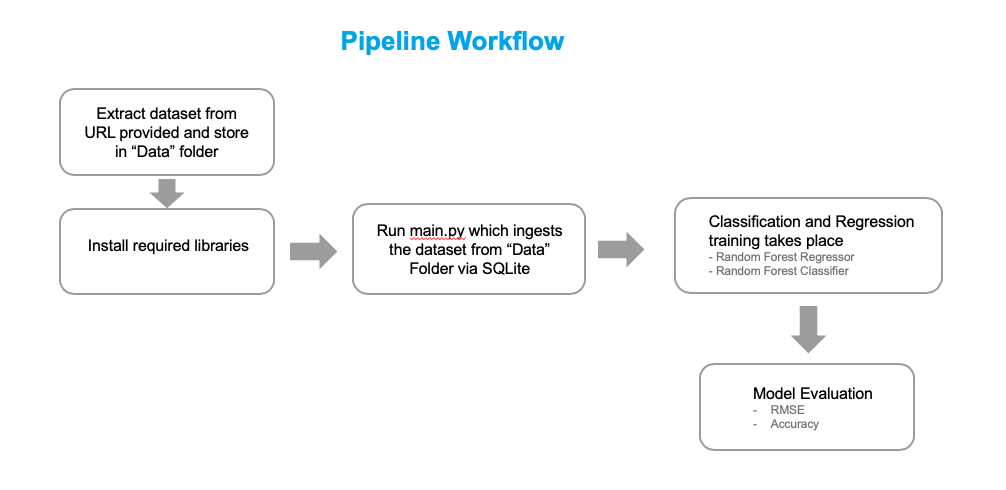 Pipeline Workflow
Extract dataset from
URL provided and store
in “Data” folder
Install required libraries
Run main.py which ingests
the dataset from “Data”
Folder via SQLite
Classification and Regression
training takes place
- Random Forest Regressor
- Random Forest Classifier
Model Evaluation
- RMSE
- Accuracy